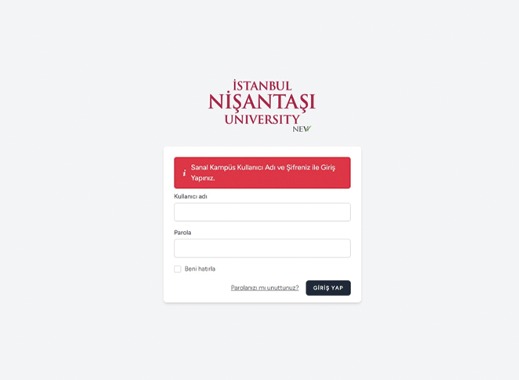 İSTANBUL
NİŞANTAŞI
UNIVERSITY
NEW
Sanal Kampüs Kullanıcı Adı ve Şifreniz ile Giriş
Yapınız.
Kullanıcı adı
Parola
Beni hatırla
Parolanızı mı unuttunuz?
GİRİŞ YAP